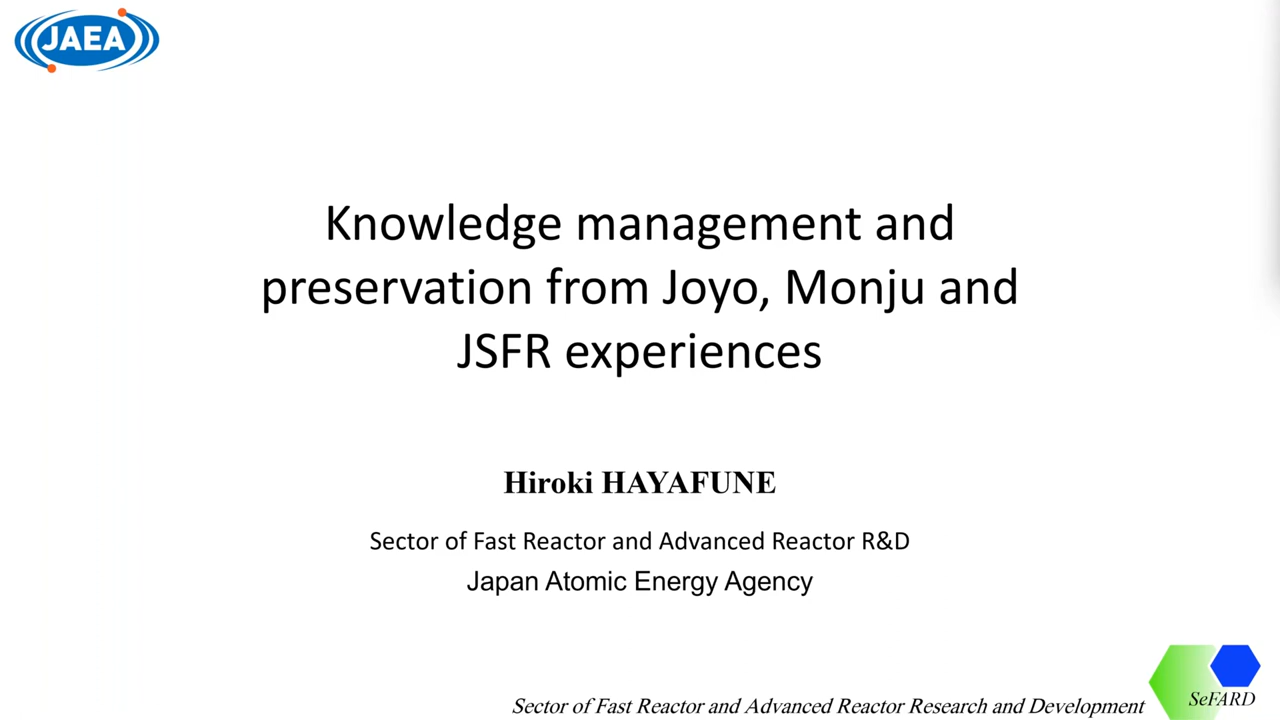 JAEA
Knowledge management and
preservation from Joyo, Monju and
JSFR experiences
Hiroki HAYAFUNE
Sector of Fast Reactor and Advanced Reactor R&D
Japan Atomic Energy Agency
Sector of Fast Reactor and Advanced Reactor Research and Development
SeFARD